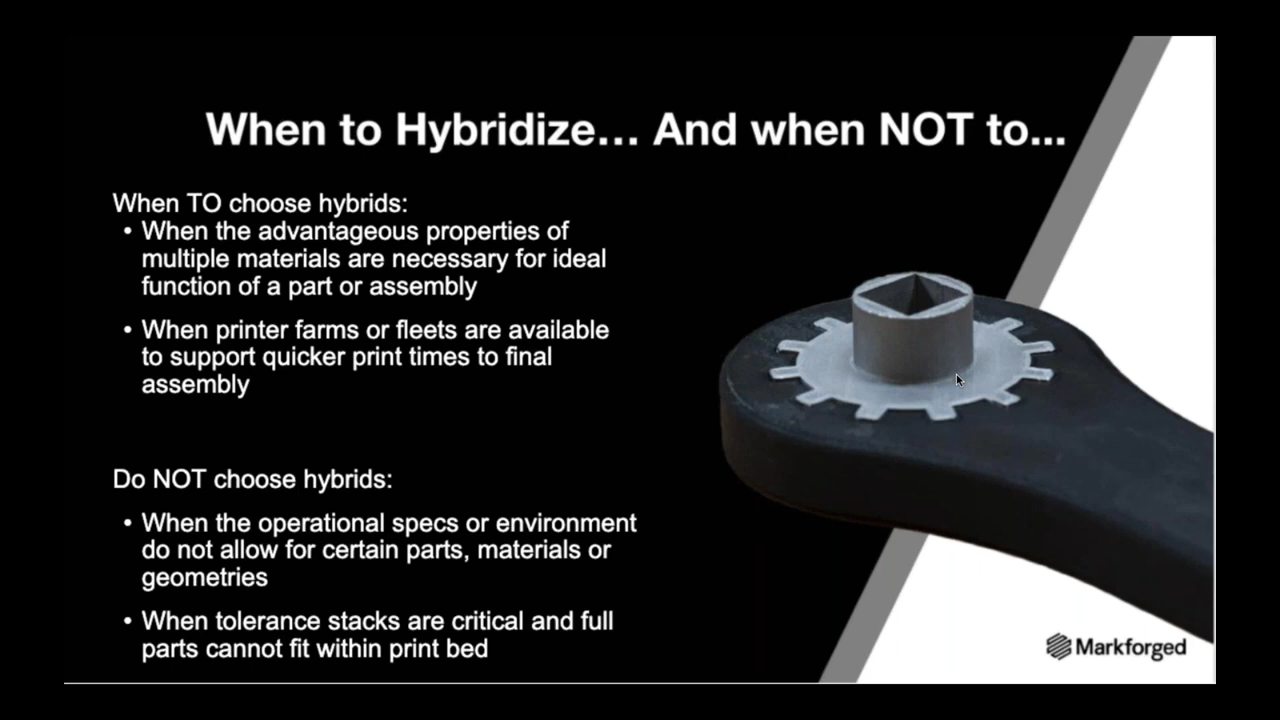 When to Hybridize… And when NOT to...
When TO choose hybrids:
• When the advantageous properties of
multiple materials are necessary for ideal
function of a part or assembly
• When printer farms or fleets are available
to support quicker print times to final
assembly
Do NOT choose hybrids:
• When the operational specs or environment
do not allow for certain parts, materials or
geometries
• When tolerance stacks are critical and full
parts cannot fit within print bed
Markforged